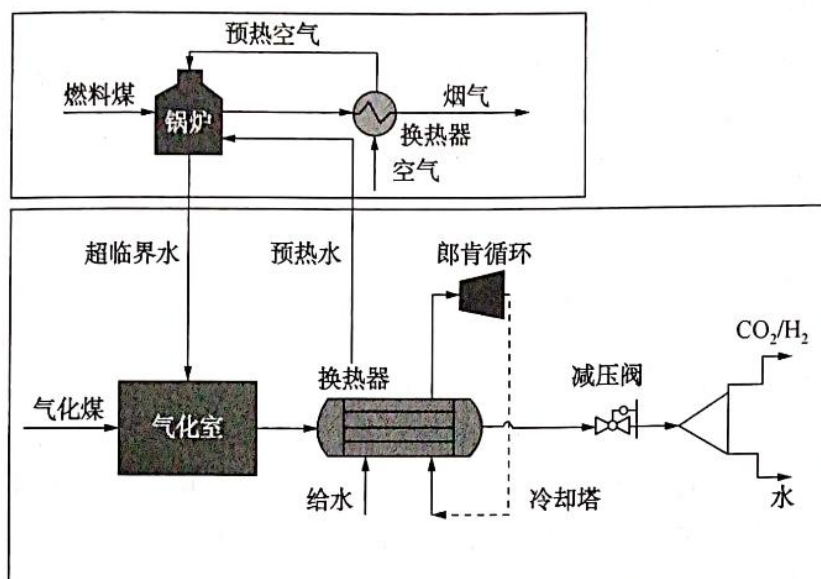 预热空气
燃料煤
锅炉
烟气
换热器
空气
超临界水
预热水
郎肯循环
CO₂/H₂
换热器
减压阀
气化煤
气化室
给水
冷却塔
水